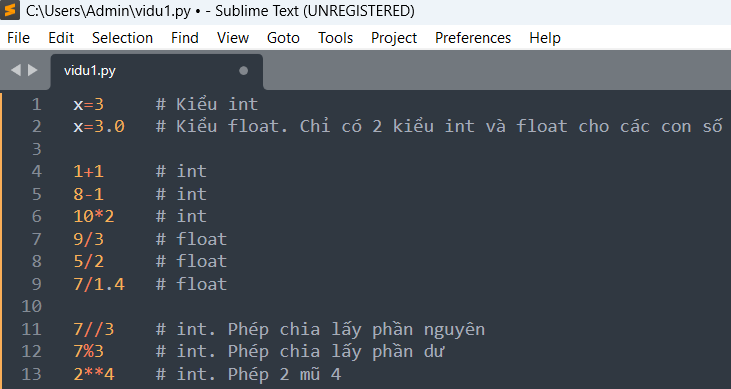 C:\Users\Admin\vidu1.py • - Sublime Text (UNREGISTERED)
File Edit Selection Find View Goto Tools Project Preferences Help
vidu1.py
1 x=3 # Kiểu int
2 x=3.0 # Kiểu float. Chỉ có 2 kiểu int và float cho các con số
3
4 1+1 # int
5 8-1 # int
6 10*2 # int
7 9/3 # float
8 5/2 # float
9 7/1.4 # float
10
11 7//3 # int. Phép chia lấy phần nguyên
12 7%3 # int. Phép chia lấy phần dư
13 2**4 # int. Phép 2 mũ 4